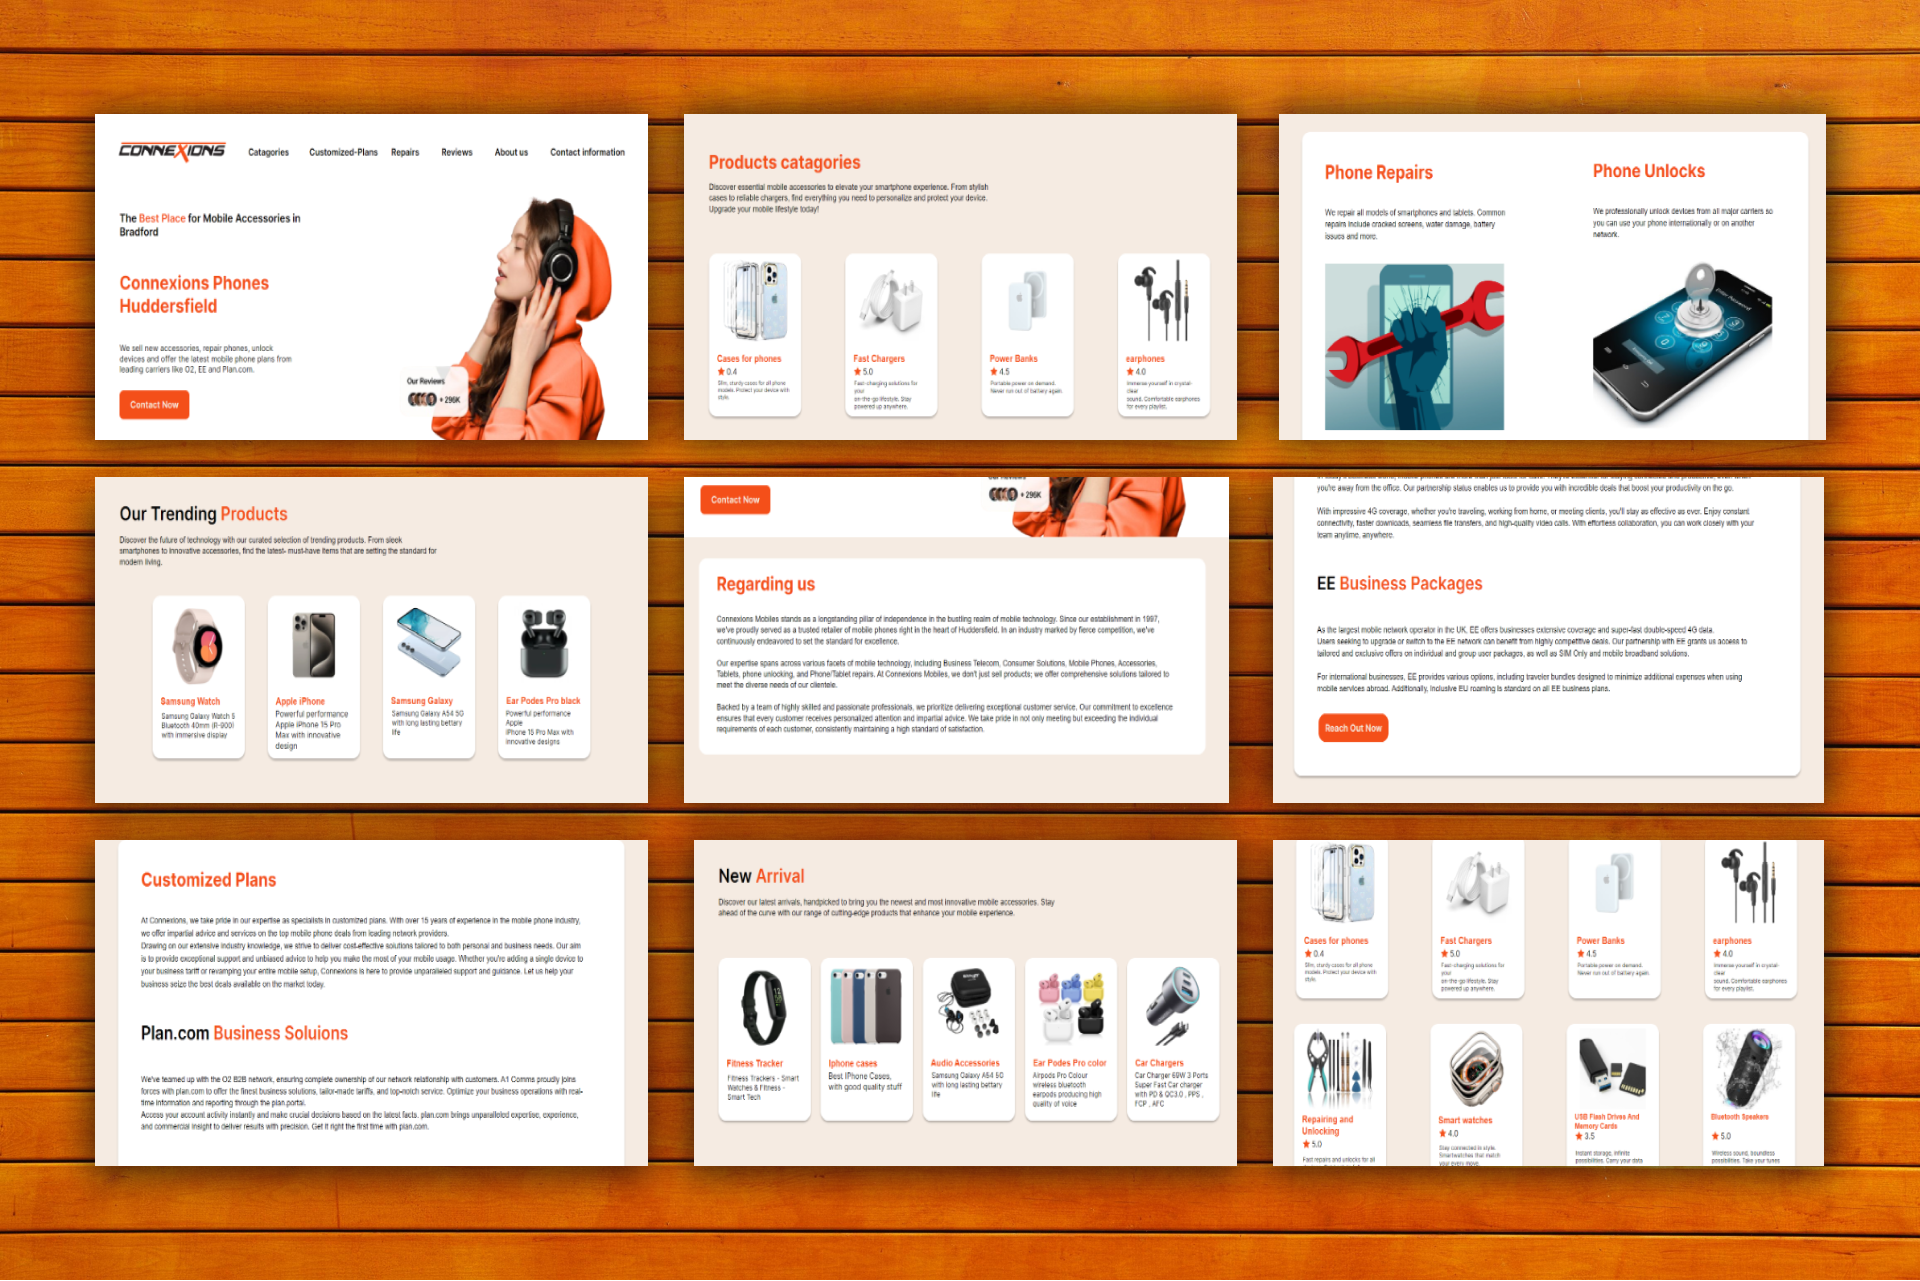 CONNEXIONS
Catagories
Customized-Plans
Repairs
Reviews
About us
Contact information
The Best Place for Mobile Accessories in
Bradford
Connexions Phones
Huddersfield
We sell new accessories, repair phones, unlock
devices and offer the latest mobile phone plans from
leading carriers like O2, EE and Plan.com.
Contact Now
Our Reviews
+ 296K
Products catagories
Discover essential mobile accessories to elevate your smartphone experience. From stylish
cases to reliable chargers, find everything you need to personalize and protect your device.
Upgrade your mobile lifestyle today!
Cases for phones
0.4
Slim, sturdy cases for all phone
models. Protect your device with
style.
Fast Chargers
5.0
Fast-charging solutions for
your
on-the-go lifestyle. Stay
powered up anywhere.
Power Banks
4.5
Portable power on demand.
Never run out of battery again.
earphones
4.0
Immerse yourself in crystal-
clear
sound. Comfortable earphones
for every playlist.
Phone Repairs
We repair all models of smartphones and tablets. Common
repairs include cracked screens, water damage, battery
issues and more.
Phone Unlocks
We professionally unlock devices from all major carriers so
you can use your phone internationally or on another
network.
Enter Password
Our Trending Products
Discover the future of technology with our curated selection of trending products. From sleek
smartphones to innovative accessories, find the latest- must-have items that are setting the standard for
modern living.
Samsung Watch
Samsung Galaxy Watch 5
Bluetooth 40mm (R-900)
with immersive display
Apple iPhone
Powerful performance
Apple iPhone 15 Pro
Max with innovative
design
Samsung Galaxy
Samsung Galaxy A54 5G
with long lasting bettary
life
Ear Podes Pro black
Powerful performance
Apple
iPhone 15 Pro Max with
innovative designs
Contact Now
+ 296K
Regarding us
Connexions Mobiles stands as a longstanding pillar of independence in the bustling realm of mobile technology. Since our establishment in 1997,
we've proudly served as a trusted retailer of mobile phones right in the heart of Huddersfield. In an industry marked by fierce competition, we've
continuously endeavored to set the standard for excellence.
Our expertise spans across various facets of mobile technology, including Business Telecom, Consumer Solutions, Mobile Phones, Accessories,
Tablets, phone unlocking, and Phone/Tablet repairs. At Connexions Mobiles, we don't just sell products; we offer comprehensive solutions tailored to
meet the diverse needs of our clientele.
Backed by a team of highly skilled and passionate professionals, we prioritize delivering exceptional customer service. Our commitment to excellence
ensures that every customer receives personalized attention and impartial advice. We take pride in not only meeting but exceeding the individual
requirements of each customer, consistently maintaining a high standard of satisfaction.
you're away from the office. Our partnership status enables us to provide you with incredible deals that boost your productivity on the go.
With impressive 4G coverage, whether you're traveling, working from home, or meeting clients, you'll stay as effective as ever. Enjoy constant
connectivity, faster downloads, seamless file transfers, and high-quality video calls. With effortless collaboration, you can work closely with your
team anytime, anywhere.
EE Business Packages
As the largest mobile network operator in the UK, EE offers businesses extensive coverage and super-fast double-speed 4G data.
Users seeking to upgrade or switch to the EE network can benefit from highly competitive deals. Our partnership with EE grants us access to
tailored and exclusive offers on individual and group user packages, as well as SIM Only and mobile broadband solutions.
For international businesses, EE provides various options, including traveler bundles designed to minimize additional expenses when using
mobile services abroad. Additionally, inclusive EU roaming is standard on all EE business plans.
Reach Out Now
Customized Plans
At Connexions, we take pride in our expertise as specialists in customized plans. With over 15 years of experience in the mobile phone industry,
we offer impartial advice and services on the top mobile phone deals from leading network providers.
Drawing on our extensive industry knowledge, we strive to deliver cost-effective solutions tailored to both personal and business needs. Our aim
is to provide exceptional support and unbiased advice to help you make the most of your mobile usage. Whether you're adding a single device to
your business tariff or revamping your entire mobile setup, Connexions is here to provide unparalleled support and guidance. Let us help your
business seize the best deals available on the market today.
Plan.com Business Soluions
We've teamed up with the O2 B2B network, ensuring complete ownership of our network relationship with customers. A1 Comms proudly joins
forces with plan.com to offer the finest business solutions, tailor-made tariffs, and top-notch service. Optimize your business operations with real-
time information and reporting through the plan.portal.
Access your account activity instantly and make crucial decisions based on the latest facts. plan.com brings unparalleled expertise, experience,
and commercial insight to deliver results with precision. Get it right the first time with plan.com.
New Arrival
Discover our latest arrivals, handpicked to bring you the newest and most innovative mobile accessories. Stay
ahead of the curve with our range of cutting-edge products that enhance your mobile experience.
Fitness Tracker
Fitness Trackers - Smart
Watches & Fitness -
Smart Tech
Iphone cases
Best IPhone Cases,
with good quality stuff
Audio Accessories
Samsung Galaxy A54 5G
with long lasting bettary
life
Ear Podes Pro color
Airpods Pro Colour
wireless bluetooth
earpods producing high
quality of voice
Car Chargers
Car Charger 69W 3 Ports
Super Fast Car charger
with PD & QC3.0 , PPS ,
FCP , AFC
Cases for phones
0.4
Slim, sturdy cases for all phone
models. Protect your device with
style.
Fast Chargers
5.0
Fast-charging solutions for
your
on-the-go lifestyle. Stay
powered up anywhere.
Power Banks
4.5
Portable power on demand.
Never run out of battery again
earphones
4.0
Immerse yourself in crystal-
clear
sound. Comfortable earphones
for every playlist.
Repairing and
Unlocking
5.0
Fast repairs and unlocks for all
Smart watches
4.0
Stay connected in style.
Smartwatches that match
your every move.
USB Flash Drives And
Memory Cards
3.5
Instant storage, infinite
possibilities. Carry your data
Bluetooth Speakers
5.0
Wireless sound, boundless
possibilities. Take your tunes